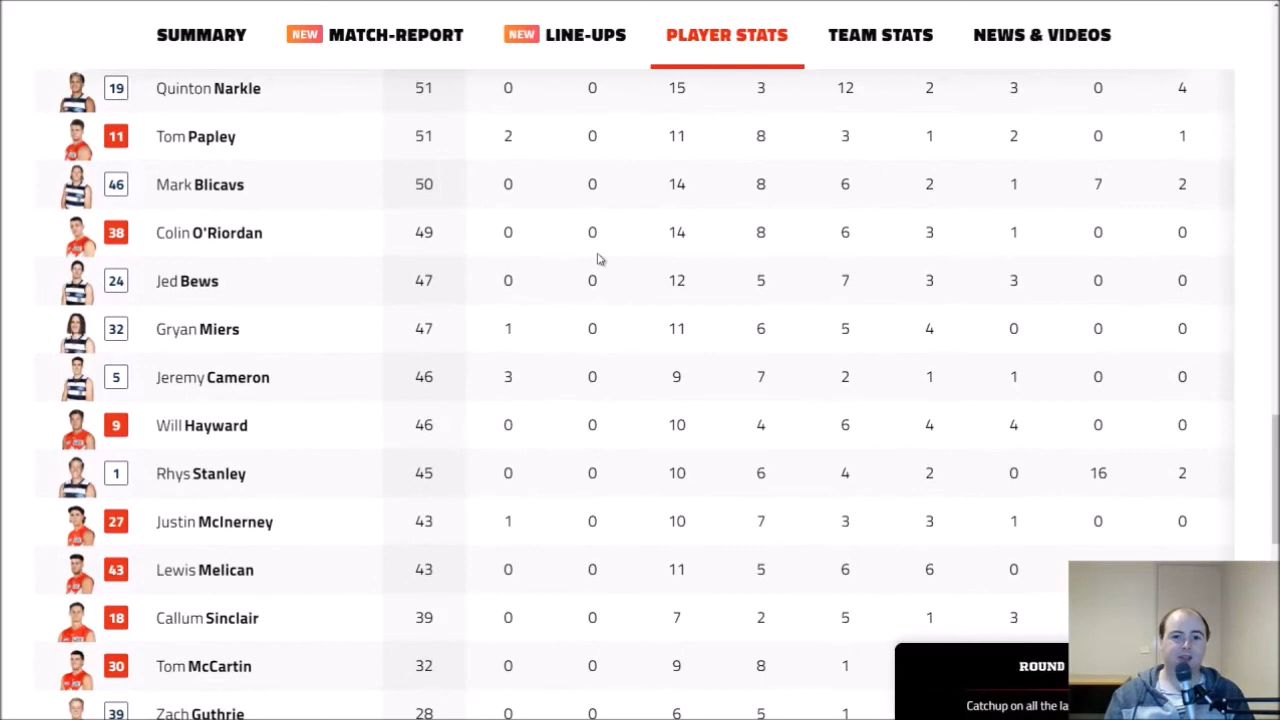 SUMMARY NEW MATCH-REPORT NEW LINE-UPS PLAYER STATS TEAM STATS NEWS & VIDEOS
19 Quinton Narkle 51 0 0 15 3 12 2 3 0 4
11 Tom Papley 51 2 0 11 8 3 1 2 0 1
46 Mark Blicavs 50 0 0 14 8 6 2 1 7 2
38 Colin O'Riordan 49 0 0 14 8 6 3 1 0 0
24 Jed Bews 47 0 0 12 5 7 3 3 0 0
32 Gryan Miers 47 1 0 11 6 5 4 0 0 0
5 Jeremy Cameron 46 3 0 9 7 2 1 1 0 0
9 Will Hayward 46 0 0 10 4 6 4 4 0 0
1 Rhys Stanley 45 0 0 10 6 4 2 0 16 2
27 Justin McInerney 43 1 0 10 7 3 3 1 0 0
43 Lewis Melican 43 0 0 11 5 6 6 0
18 Callum Sinclair 39 0 0 7 2 5 1 3
30 Tom McCartin 32 0 0 9 8 1
ROUND
39 Zach Guthrie 28 0 0 6 5 1
Catchup on all the la